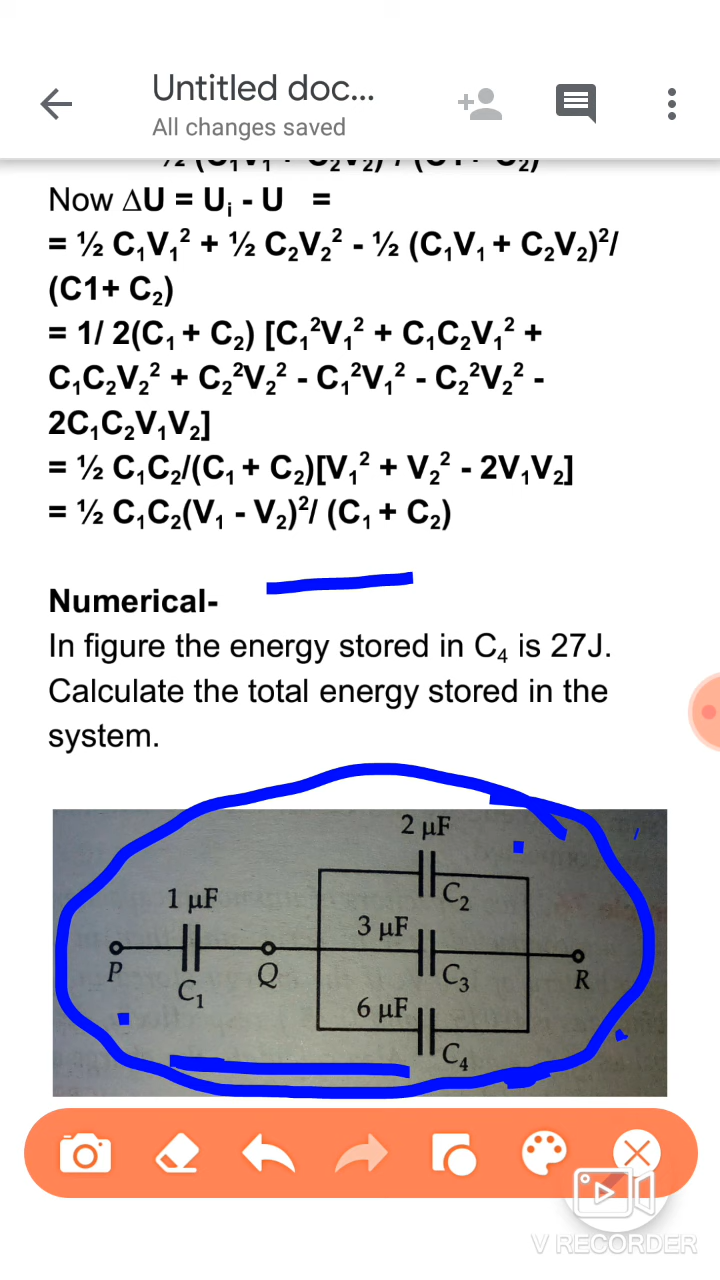 Untitled doc...
All changes saved
Now ΔU = Uᵢ - U =
= ½ C₁V₁² + ½ C₂V₂² - ½ (C₁V₁ + C₂V₂)²/
(C1+ C₂)
= 1/ 2(C₁ + C₂) [C₁²V₁² + C₁C₂V₁² +
C₁C₂V₂² + C₂²V₂² - C₁²V₁² - C₂²V₂² -
2C₁C₂V₁V₂]
= ½ C₁C₂/(C₁ + C₂)[V₁² + V₂² - 2V₁V₂]
= ½ C₁C₂(V₁ - V₂)²/ (C₁ + C₂)
Numerical-
In figure the energy stored in C₄ is 27J.
Calculate the total energy stored in the
system.
2 μF
C₂
1 μF
3 μF
P
C₁
Q
C₃
R
6 μF
C₄
V RECORDER